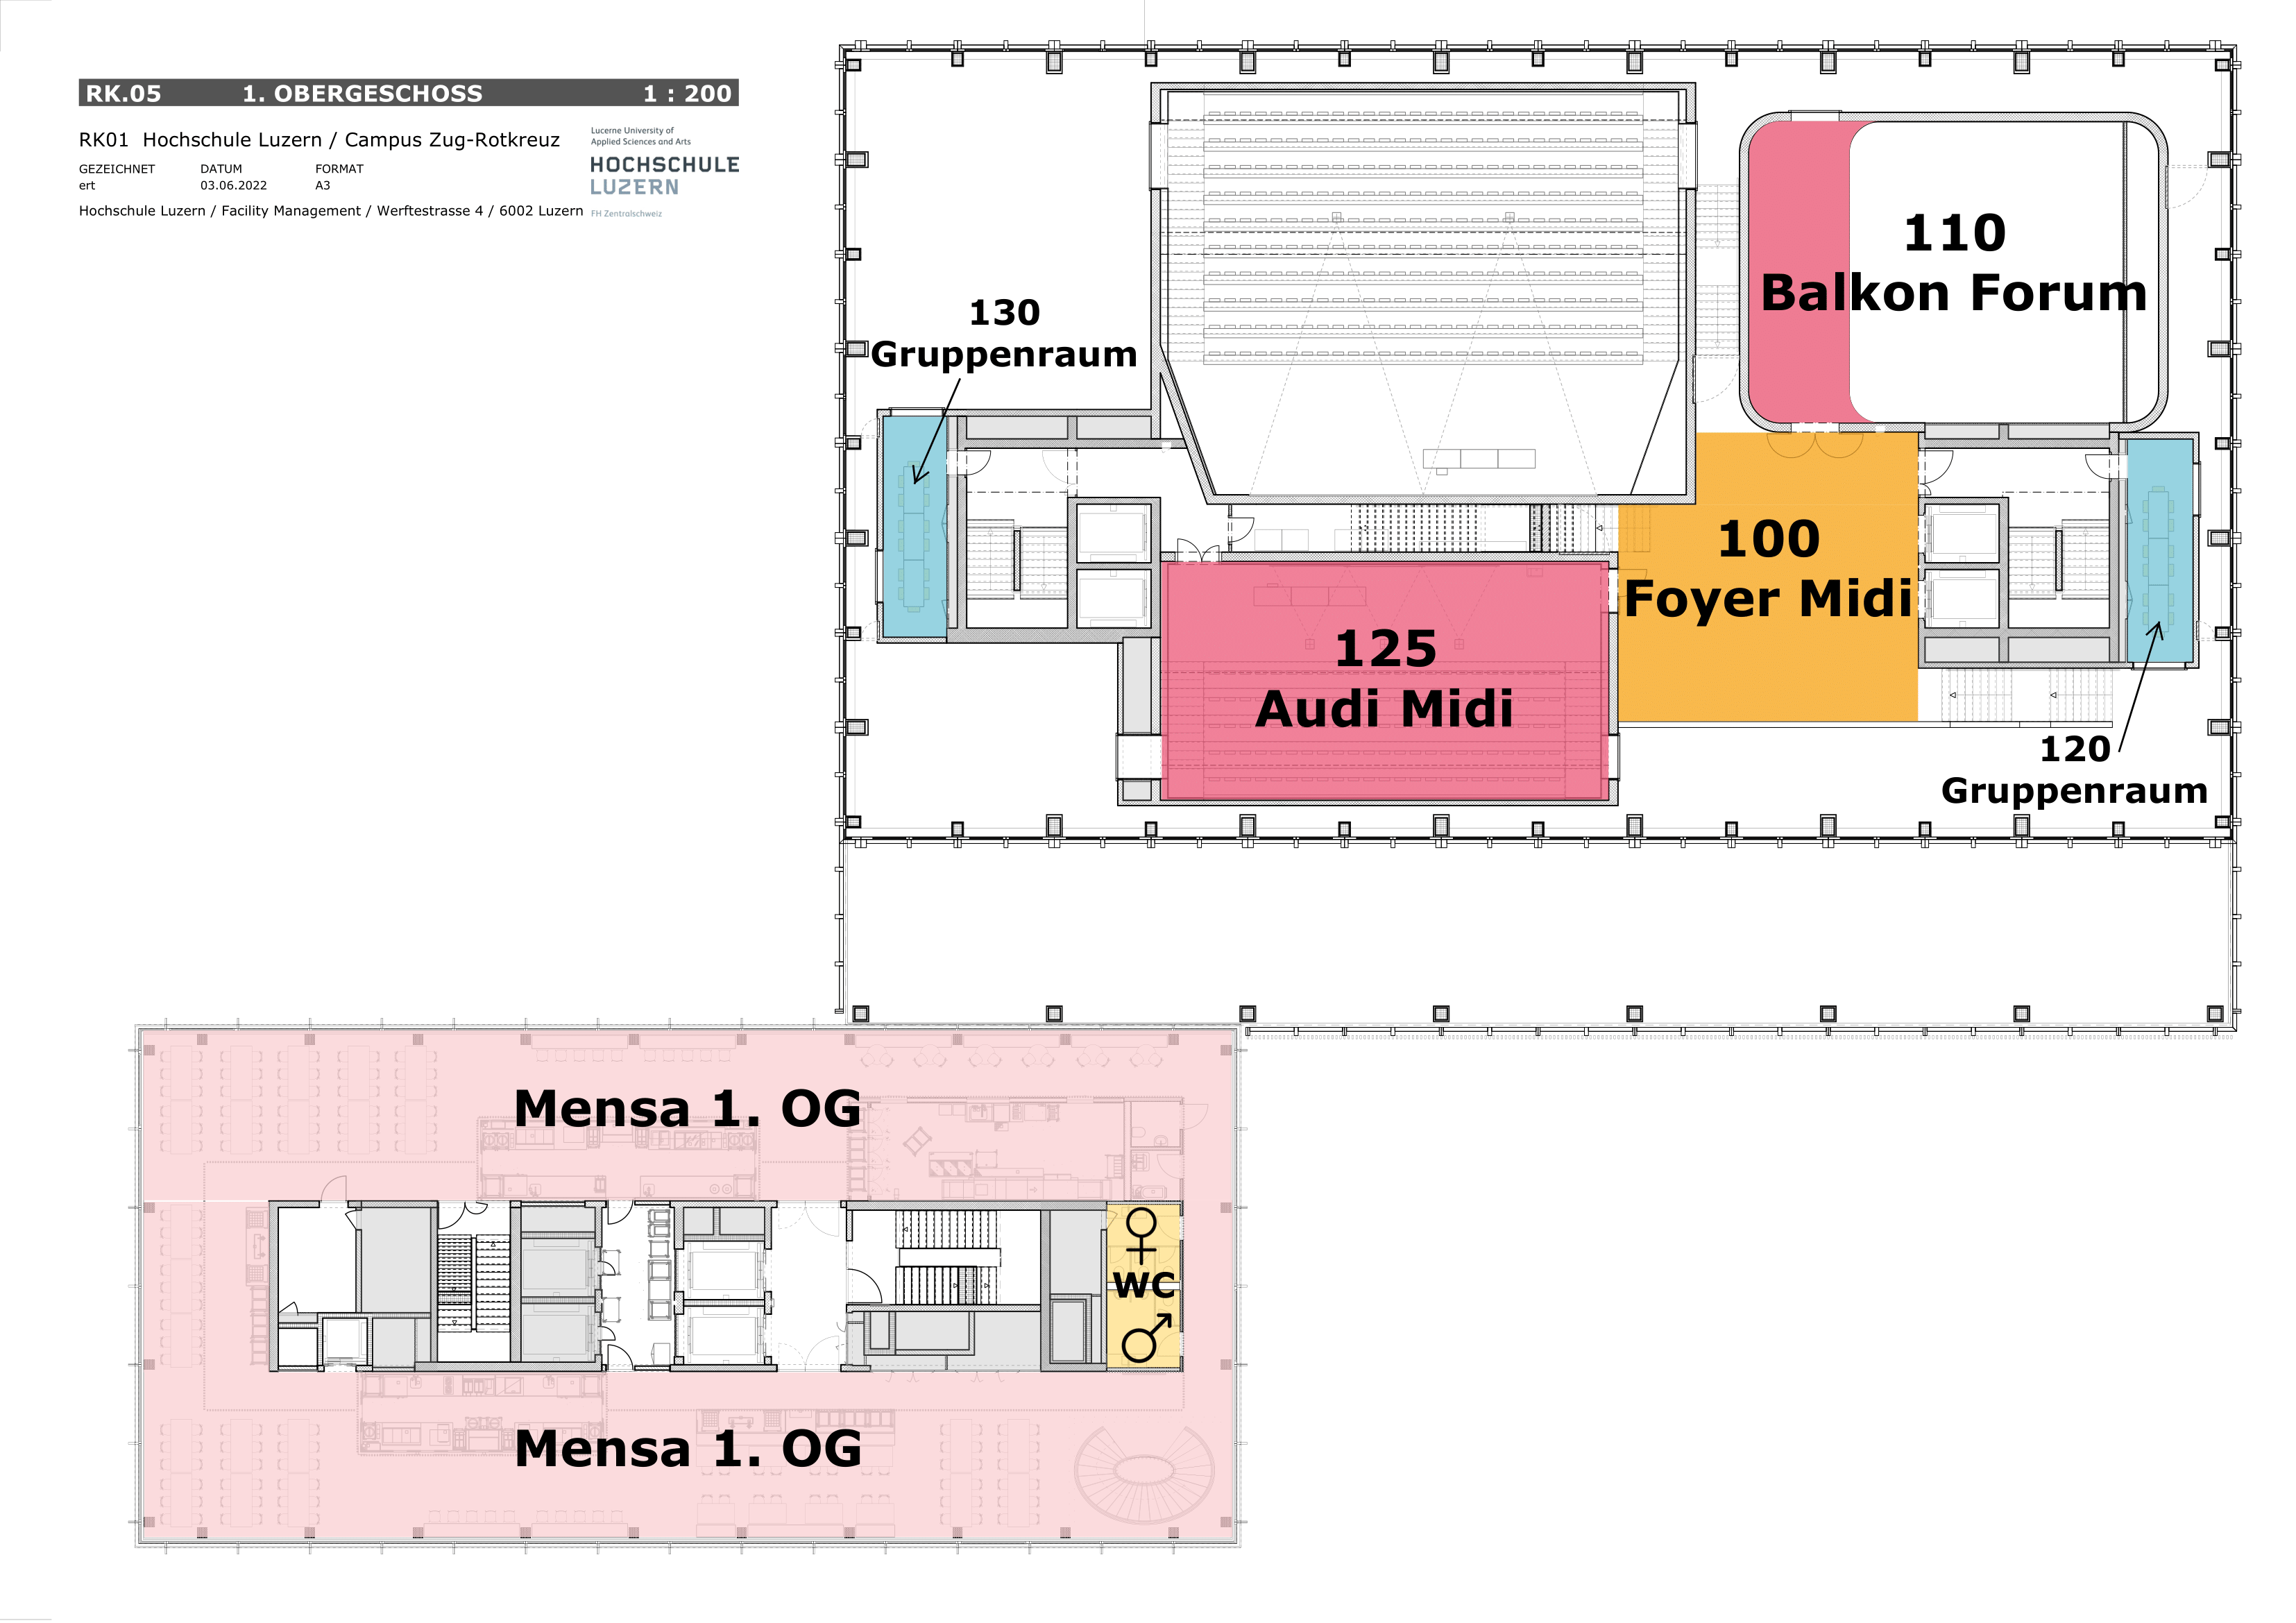 RK.05 1. OBERGESCHOSS 1 : 200
RK01 Hochschule Luzern / Campus Zug-Rotkreuz
GEZEICHNET DATUM FORMAT
ert 03.06.2022 A3
Hochschule Luzern / Facility Management / Werftestrasse 4 / 6002 Luzern
Lucerne University of
Applied Sciences and Arts
HOCHSCHULE
LUZERN
FH Zentralschweiz
110
Balkon Forum
130
Gruppenraum
100
Foyer Midi
125
Audi Midi
120
Gruppenraum
Mensa 1. OG
WC
Mensa 1. OG